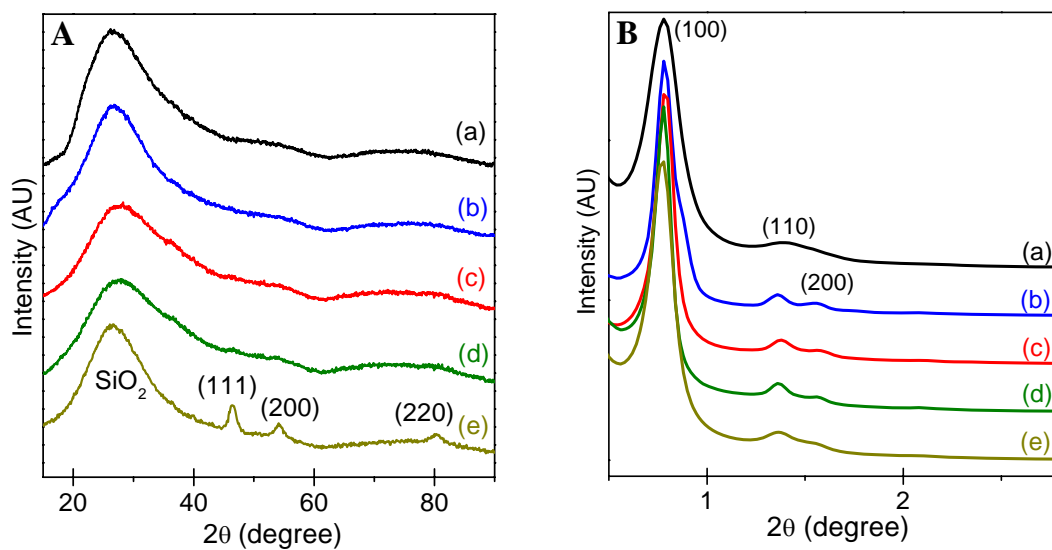 A
(a)
(b)
(c)
(d)
(e)
SiO2
(111)
(200)
(220)
Intensity (AU)
20 40 60 80
2θ (degree)
B
(100)
(110)
(200)
(a)
(b)
(c)
(d)
(e)
Intensity (AU)
1 2
2θ (degree)